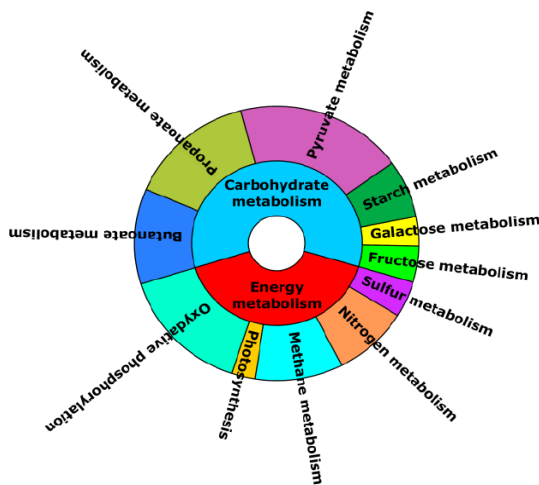 Pyruvate metabolism
Propanoate metabolism
Carbohydrate
metabolism
Starch metabolism
Galactose metabolism
Butanoate metabolism
Fructose metabolism
Energy
metabolism
Sulfur metabolism
Oxydative phosphorylation
Photosynthesis
Methane metabolism
Nitrogen metabolism